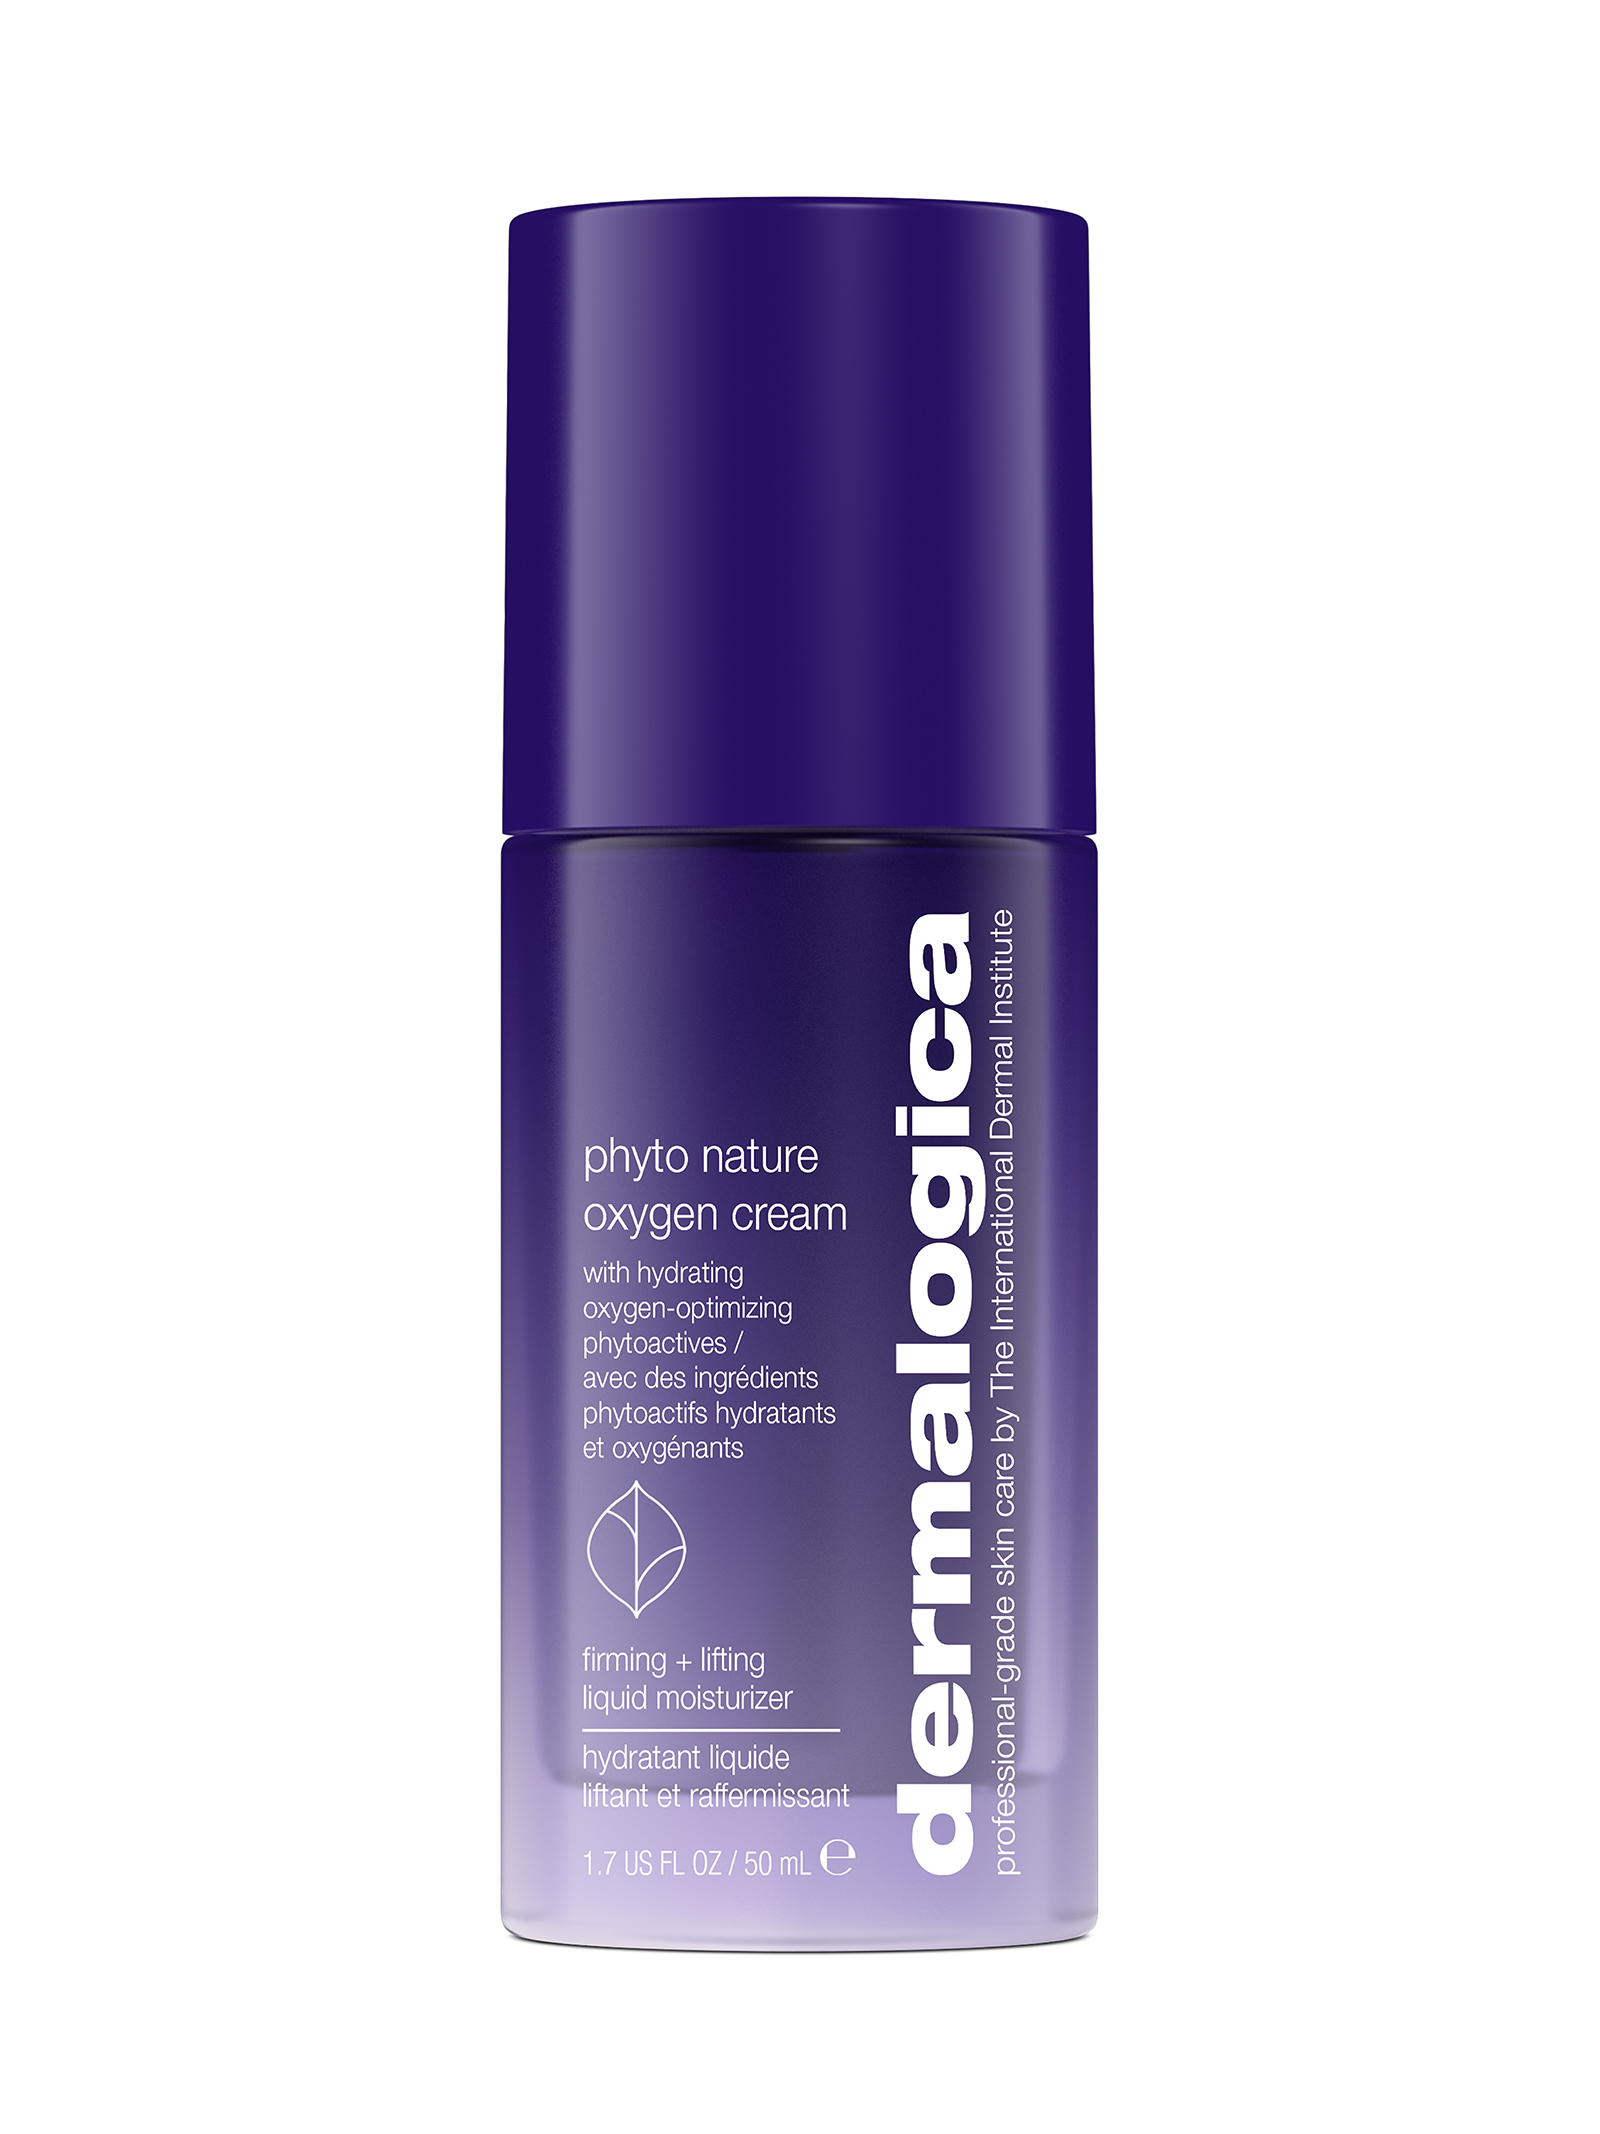 phyto nature
oxygen cream
with hydrating
oxygen-optimizing
phytoactives /
avec des ingrédients
phytoactifs hydratants
et oxygénants
firming + lifting
liquid moisturizer
hydratant liquide
liftant et raffermissant
1.7 US FL OZ / 50 mL ℮
dermalogica
professional-grade skin care by The International Dermal Institute